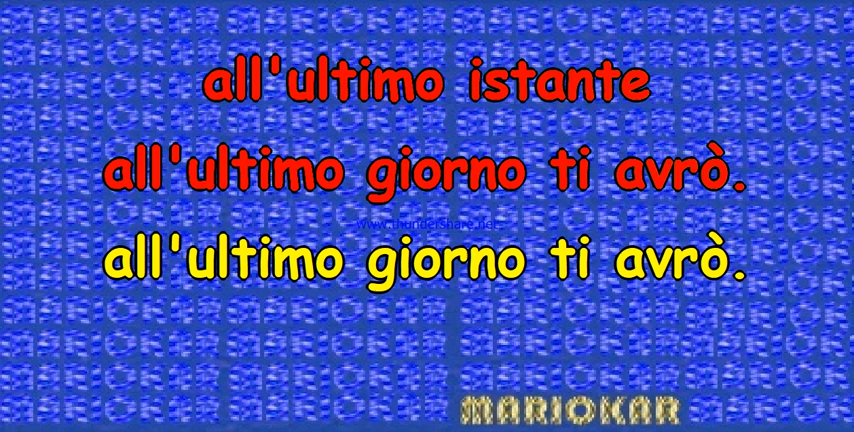 all'ultimo istante
all'ultimo giorno ti avrò.
www.thundershare.net
all'ultimo giorno ti avrò.
MARIOKAR